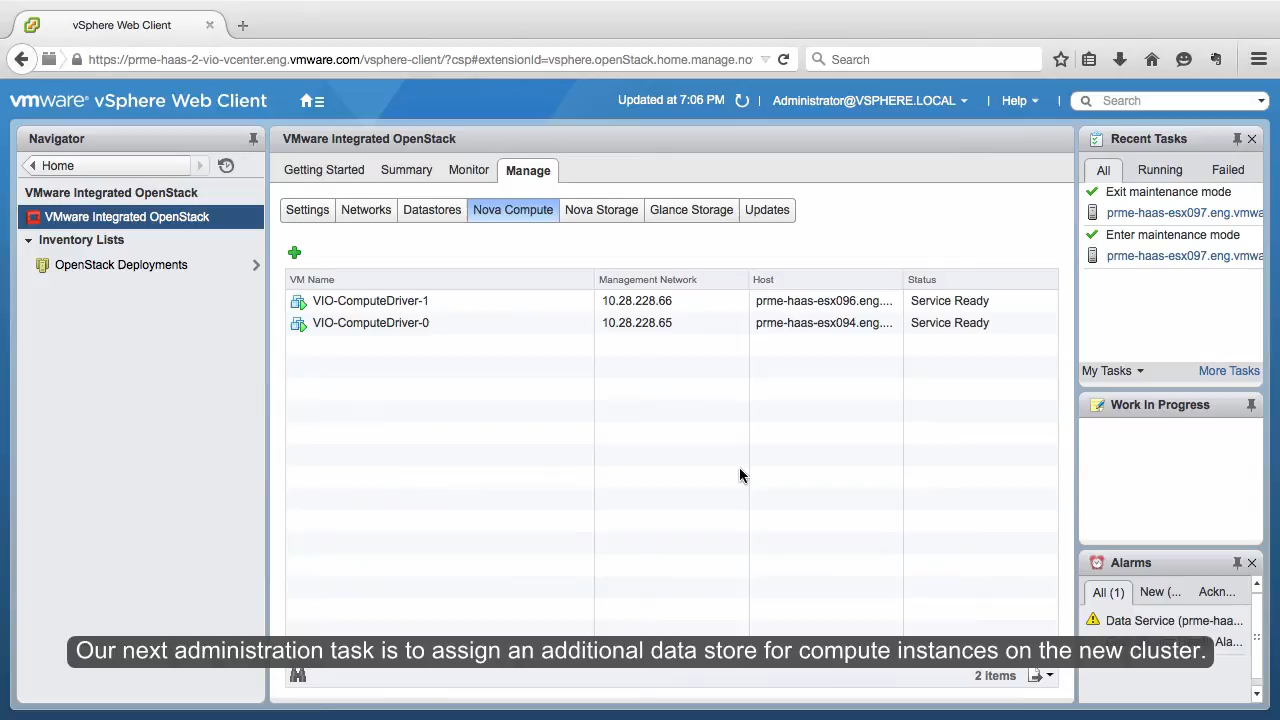 vSphere Web Client
https://prme-haas-2-vio-vcenter.eng.vmware.com/vsphere-client/?csp#extensionId=vsphere.openStack.home.manage.no
Search
vmware vSphere Web Client
Updated at 7:06 PM
Administrator@VSPHERE.LOCAL
Help
Search
Navigator
Home
VMware Integrated OpenStack
VMware Integrated OpenStack
Inventory Lists
OpenStack Deployments
VMware Integrated OpenStack
Getting Started Summary Monitor Manage
Settings Networks Datastores Nova Compute Nova Storage Glance Storage Updates
VM Name Management Network Host Status
VIO-ComputeDriver-1 10.28.228.66 prme-haas-esx096.eng.... Service Ready
VIO-ComputeDriver-0 10.28.228.65 prme-haas-esx094.eng.... Service Ready
2 Items
Recent Tasks
All Running Failed
Exit maintenance mode
prme-haas-esx097.eng.vmwa
Enter maintenance mode
prme-haas-esx097.eng.vmwa
My Tasks More Tasks
Work In Progress
Alarms
All (1) New (... Ackn...
Data Service (prme-haa...
Our next administration task is to assign an additional data store for compute instances on the new cluster.